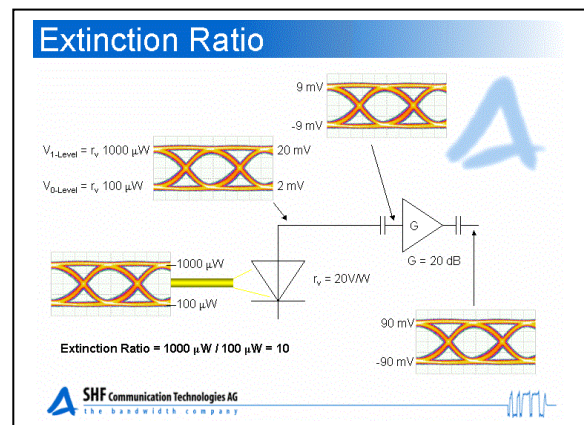 Extinction Ratio
9 mV
-9 mV
V1-Level = rv 1000 μW
20 mV
V0-Level = rv 100 μW
2 mV
G
G = 20 dB
1000 μW
100 μW
rv = 20V/W
90 mV
-90 mV
Extinction Ratio = 1000 μW / 100 μW = 10
SHF Communication Technologies AG
the bandwidth company